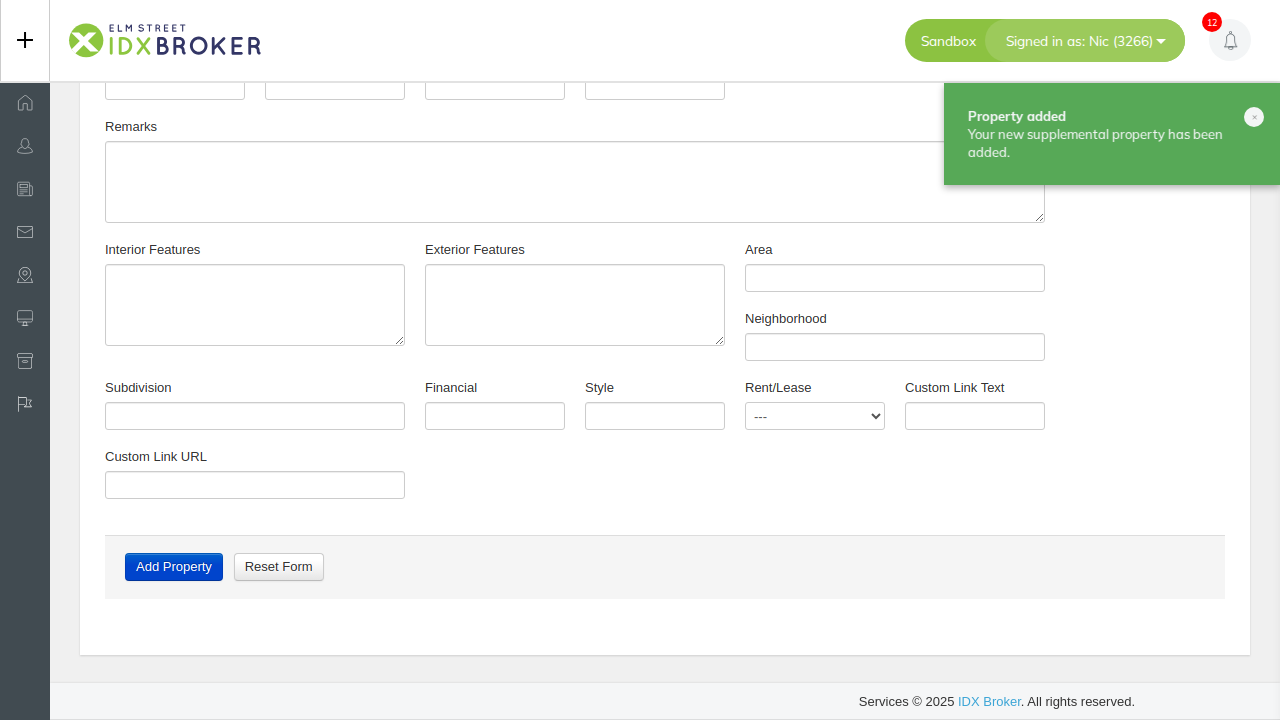 ELM STREET
IDXBROKER
Sandbox
Signed in as: Nic (3266)
12
Property added
Your new supplemental property has been
added.
Remarks
Interior Features
Exterior Features
Area
Neighborhood
Subdivision
Financial
Style
Rent/Lease
Custom Link Text
---
Custom Link URL
Add Property
Reset Form
Services © 2025 IDX Broker. All rights reserved.